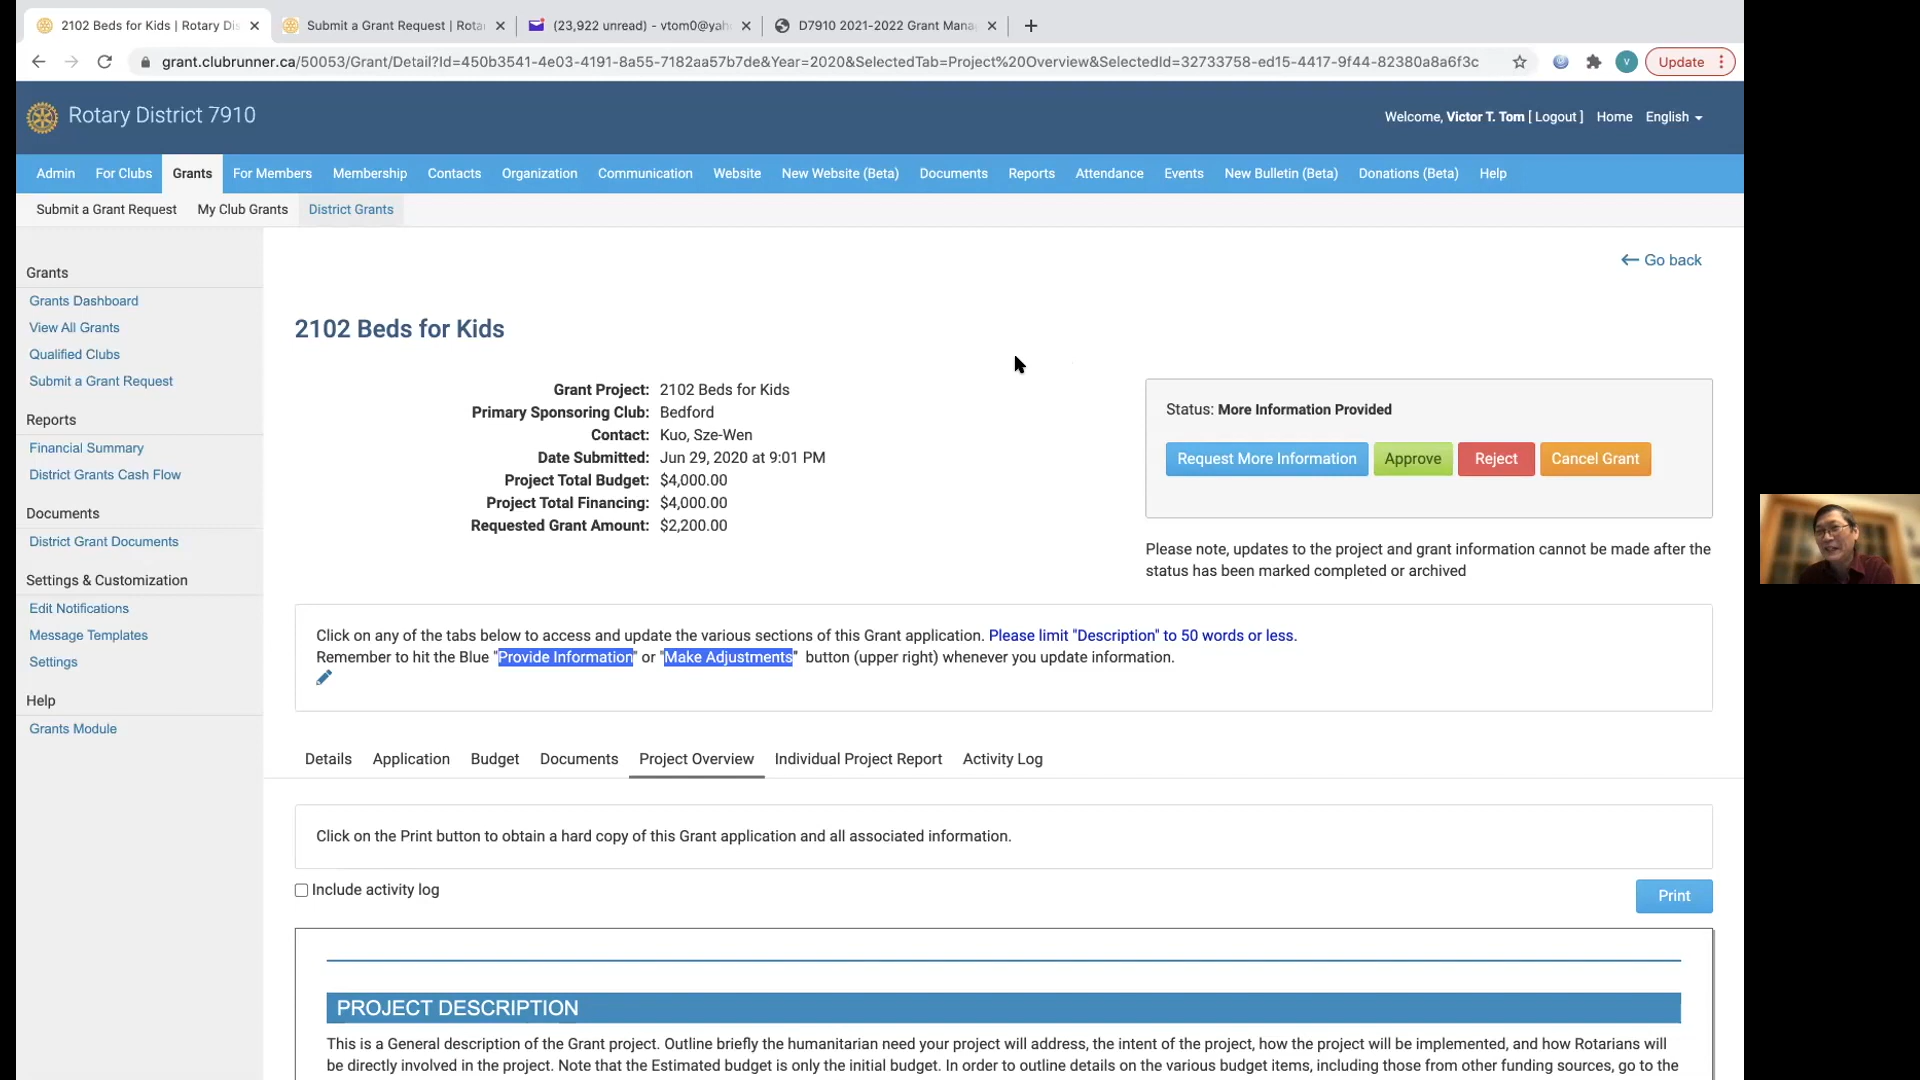 2102 Beds for Kids | Rotary Dis
Submit a Grant Request | Rota
(23,922 unread) - vtom0@yah
D7910 2021-2022 Grant Mana
grant.clubrunner.ca/50053/Grant/Detail?Id=450b3541-4e03-4191-8a55-7182aa57b7de&Year=2020&SelectedTab=Project%20Overview&SelectedId=32733758-ed15-4417-9f44-82380a8a6f3c
V
Update
Rotary District 7910
Welcome, Victor T. Tom [ Logout ] Home English
Admin For Clubs Grants For Members Membership Contacts Organization Communication Website New Website (Beta) Documents Reports Attendance Events New Bulletin (Beta) Donations (Beta) Help
Submit a Grant Request My Club Grants District Grants
Grants
Grants Dashboard
View All Grants
Qualified Clubs
Submit a Grant Request
Reports
Financial Summary
District Grants Cash Flow
Documents
District Grant Documents
Settings & Customization
Edit Notifications
Message Templates
Settings
Help
Grants Module
← Go back
2102 Beds for Kids
Grant Project: 2102 Beds for Kids
Primary Sponsoring Club: Bedford
Contact: Kuo, Sze-Wen
Date Submitted: Jun 29, 2020 at 9:01 PM
Project Total Budget: $4,000.00
Project Total Financing: $4,000.00
Requested Grant Amount: $2,200.00
Status: More Information Provided
Request More Information Approve Reject Cancel Grant
Please note, updates to the project and grant information cannot be made after the
status has been marked completed or archived
Click on any of the tabs below to access and update the various sections of this Grant application. Please limit "Description" to 50 words or less.
Remember to hit the Blue "Provide Information" or "Make Adjustments" button (upper right) whenever you update information.
Details Application Budget Documents Project Overview Individual Project Report Activity Log
Click on the Print button to obtain a hard copy of this Grant application and all associated information.
Include activity log
Print
PROJECT DESCRIPTION
This is a General description of the Grant project. Outline briefly the humanitarian need your project will address, the intent of the project, how the project will be implemented, and how Rotarians will
be directly involved in the project. Note that the Estimated budget is only the initial budget. In order to outline details on the various budget items, including those from other funding sources, go to the